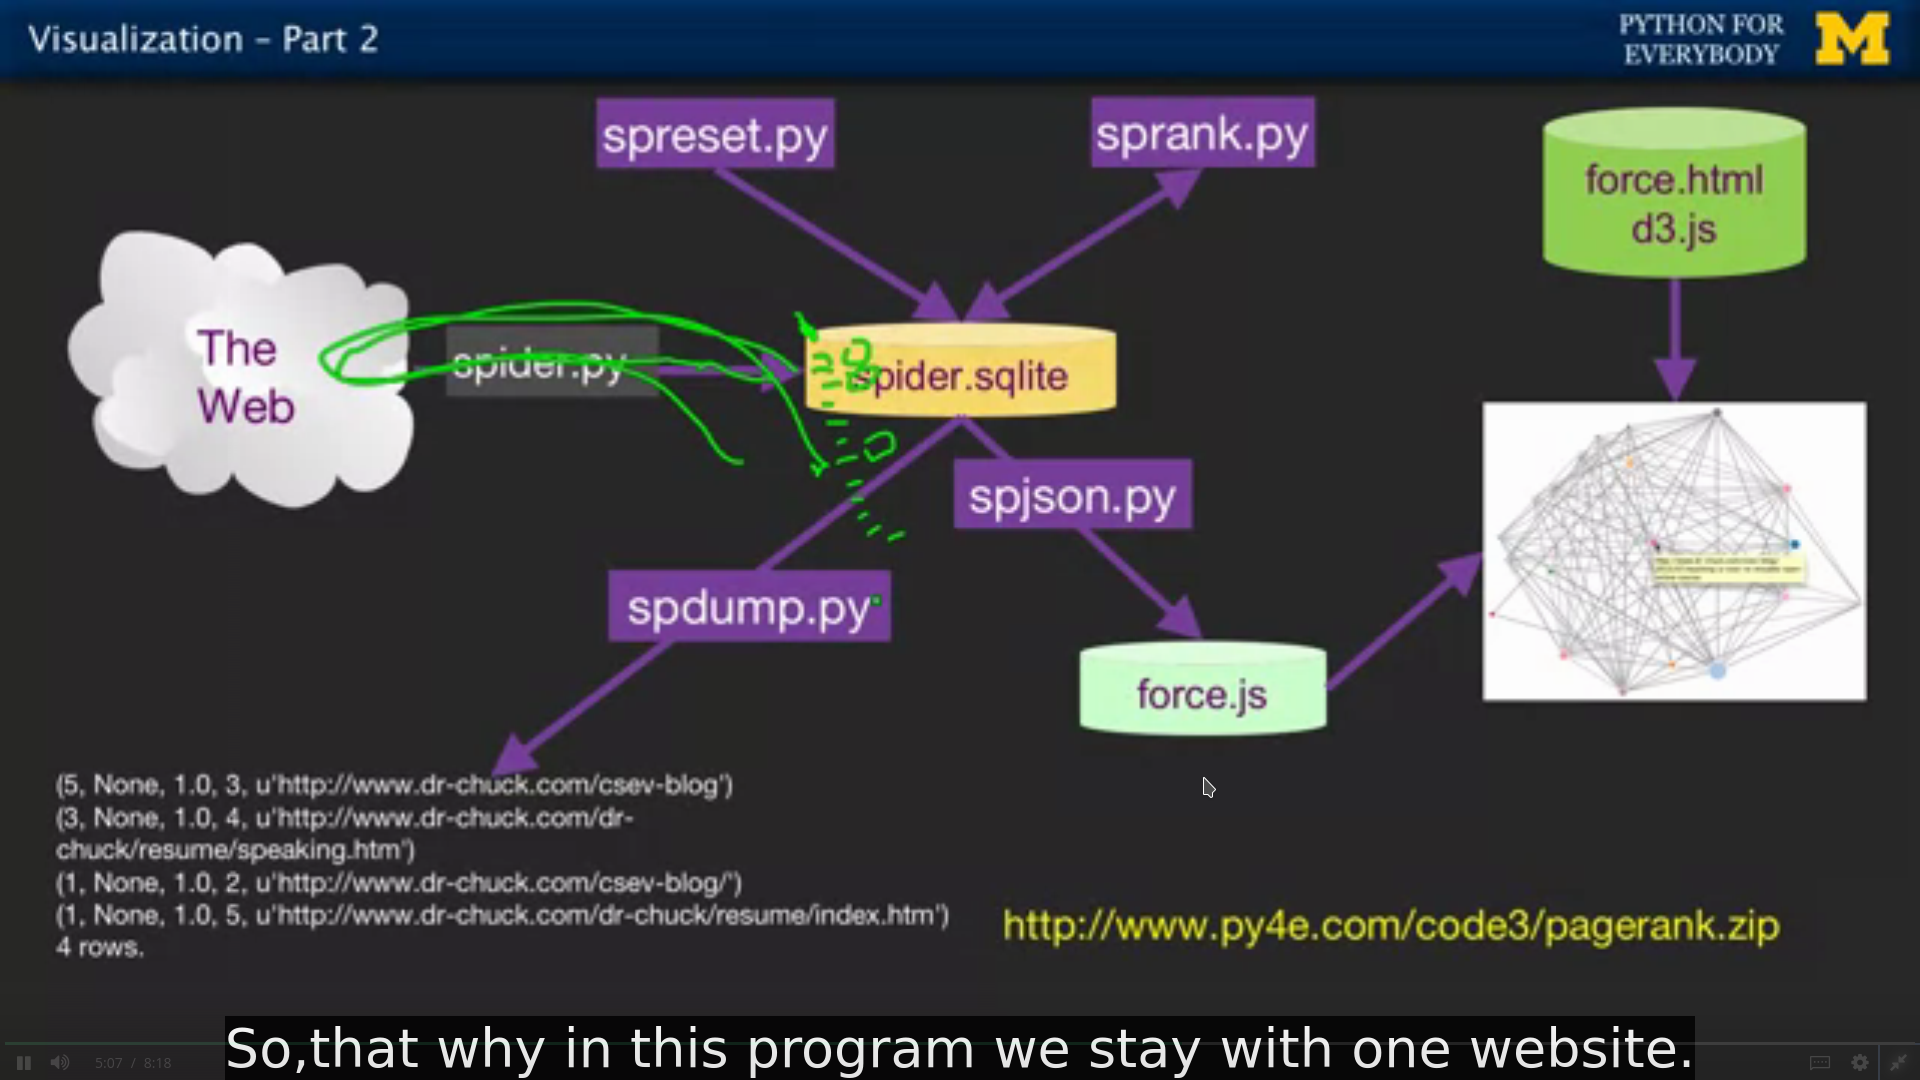 Visualization – Part 2
PYTHON FOR
EVERYBODY
M
spreset.py
sprank.py
force.html
d3.js
The
Web
spider.py
spider.sqlite
spjson.py
spdump.py
force.js
(5, None, 1.0, 3, u'http://www.dr-chuck.com/csev-blog')
(3, None, 1.0, 4, u'http://www.dr-chuck.com/dr-
chuck/resume/speaking.htm')
(1, None, 1.0, 2, u'http://www.dr-chuck.com/csev-blog/')
(1, None, 1.0, 5, u'http://www.dr-chuck.com/dr-chuck/resume/index.htm')
4 rows.
http://www.py4e.com/code3/pagerank.zip
So,that why in this program we stay with one website.
5:07 / 8:18